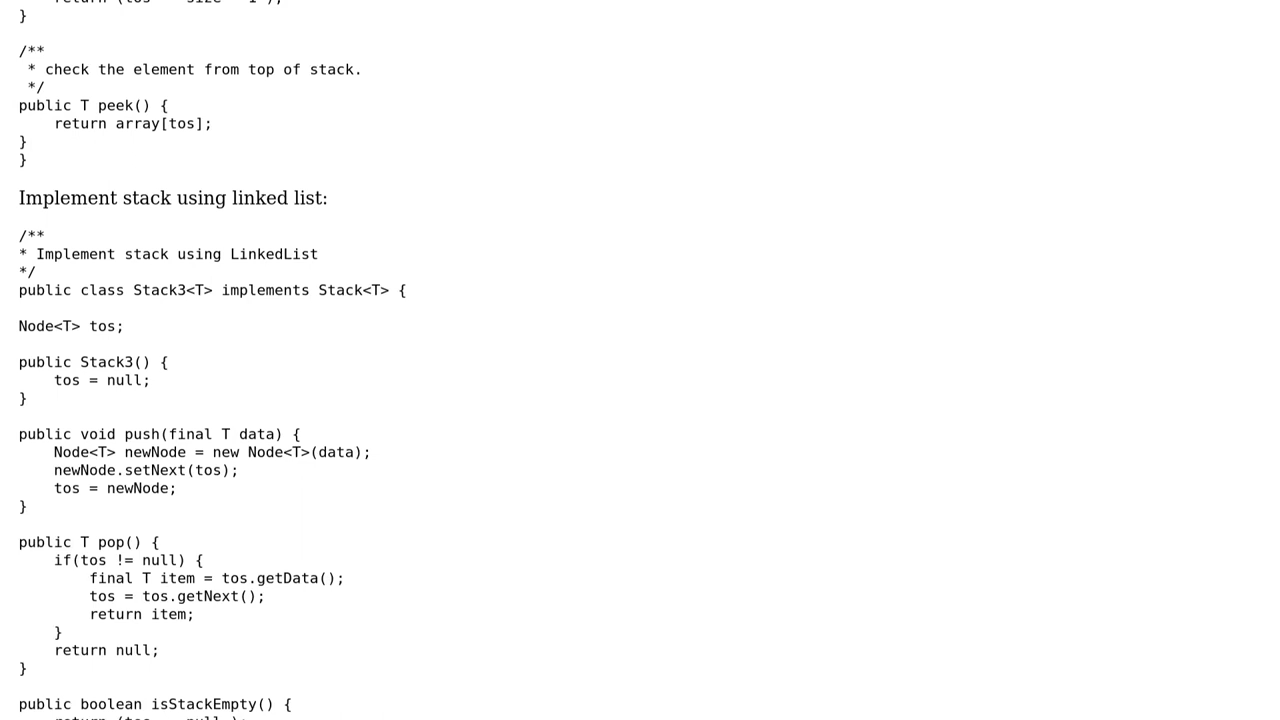 }
/**
 * check the element from top of stack.
 */
public T peek() {
    return array[tos];
}
}
Implement stack using linked list:
/**
* Implement stack using LinkedList
*/
public class Stack3<T> implements Stack<T> {
Node<T> tos;
public Stack3() {
    tos = null;
}
public void push(final T data) {
    Node<T> newNode = new Node<T>(data);
    newNode.setNext(tos);
    tos = newNode;
}
public T pop() {
    if(tos != null) {
        final T item = tos.getData();
        tos = tos.getNext();
        return item;
    }
    return null;
}
public boolean isStackEmpty() {